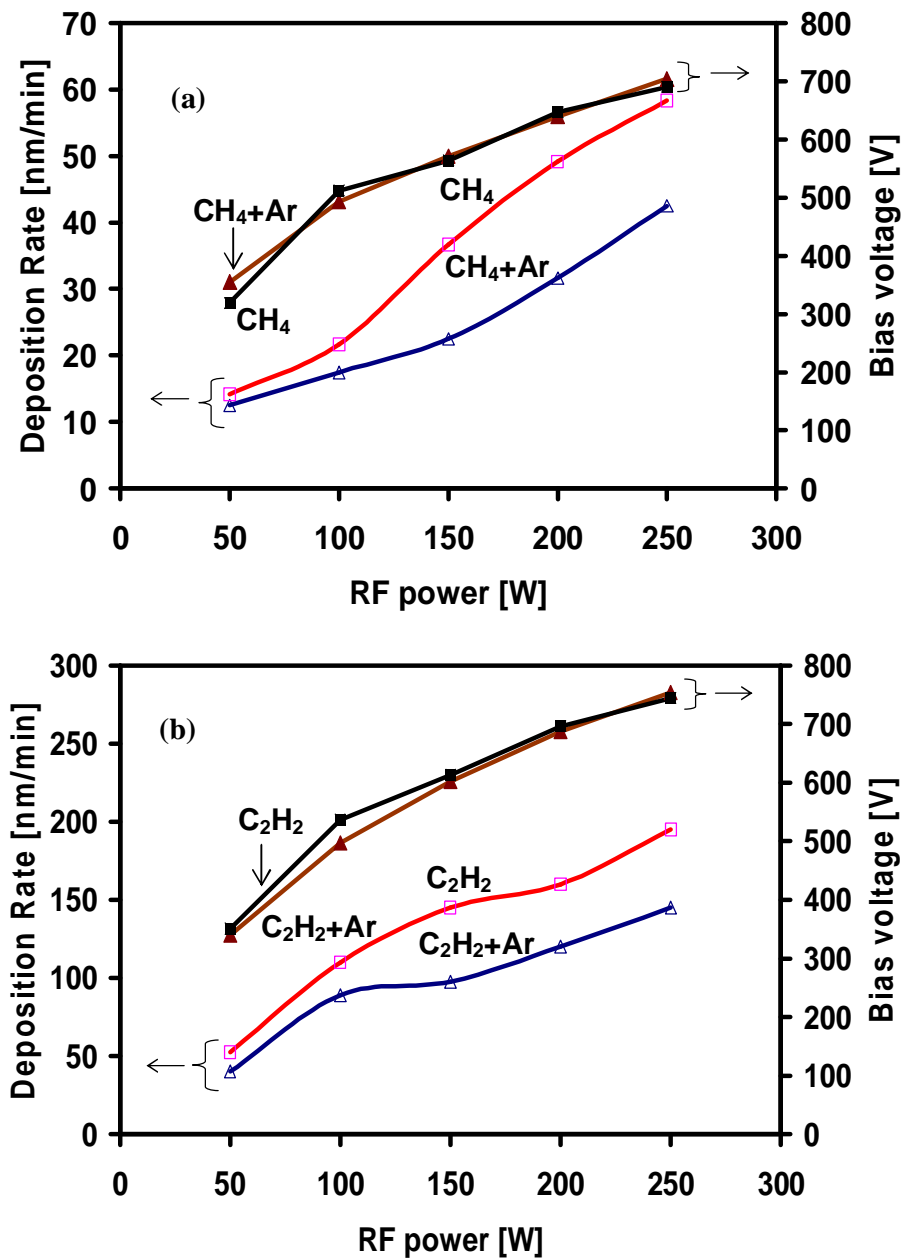 (a)
Deposition Rate [nm/min]
70
60
50
40
30
20
10
0
800
700
600
500
400
300
200
100
0
Bias voltage [V]
CH₄+Ar
CH₄
CH₄
CH₄+Ar
0 50 100 150 200 250 300
RF power [W]
(b)
Deposition Rate [nm/min]
300
250
200
150
100
50
0
800
700
600
500
400
300
200
100
0
Bias voltage [V]
C₂H₂
C₂H₂+Ar
C₂H₂
C₂H₂+Ar
0 50 100 150 200 250 300
RF power [W]